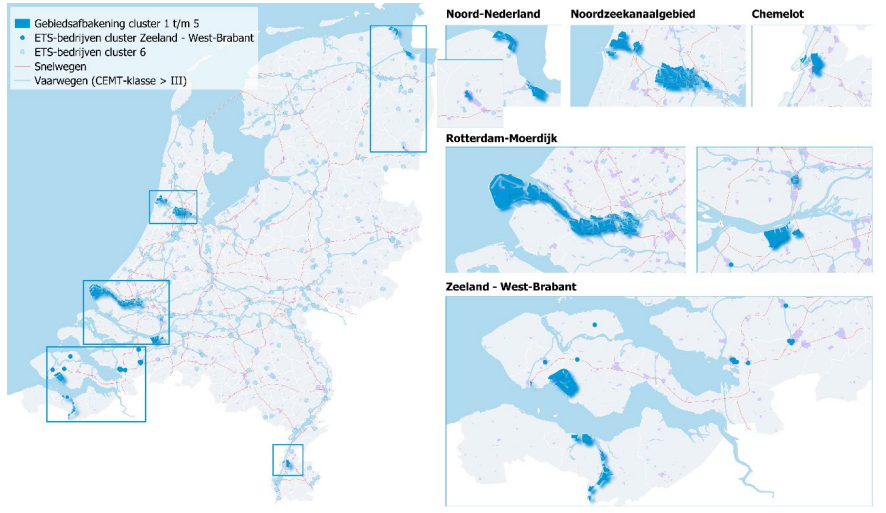 Gebiedsafbakening cluster 1 t/m 5
ETS-bedrijven cluster Zeeland - West-Brabant
ETS-bedrijven cluster 6
Snelwegen
Vaarwegen (CEMT-klasse > III)
Noord-Nederland
Noordzeekanaalgebied
Chemelot
Rotterdam-Moerdijk
Zeeland - West-Brabant